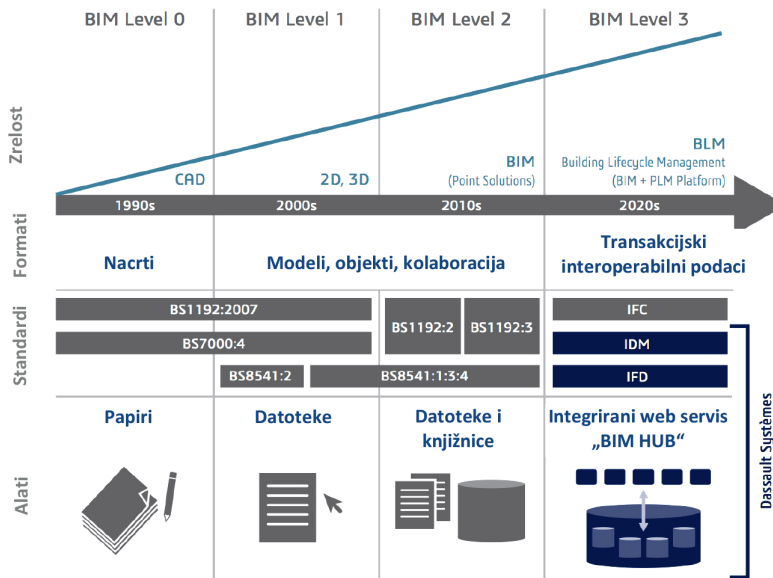 BIM Level 0
BIM Level 1
BIM Level 2
BIM Level 3
Zrelost
CAD
2D, 3D
BIM
(Point Solutions)
BLM
Building Lifecycle Management
(BIM + PLM Platform)
1990s
2000s
2010s
2020s
Formati
Nacrti
Modeli, objekti, kolaboracija
Transakcijski
interoperabilni podaci
Standardi
BS1192:2007
BS1192:2
BS1192:3
IFC
BS7000:4
IDM
BS8541:2
BS8541:1:3:4
IFD
Alati
Papiri
Datoteke
Datoteke i
knjižnice
Integrirani web servis
„BIM HUB“
Dassault Systèmes